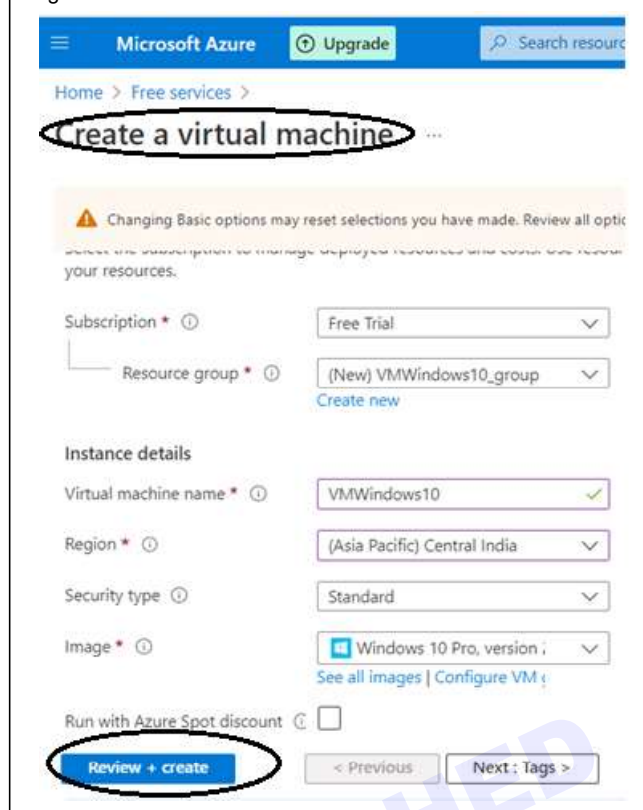 Microsoft Azure Upgrade Search resourc
Home > Free services >
Create a virtual machine ...
Changing Basic options may reset selections you have made. Review all optic
your resources.
Subscription * Free Trial
Resource group * (New) VMWindows10_group
Create new
Instance details
Virtual machine name * VMWindows10
Region * (Asia Pacific) Central India
Security type Standard
Image * Windows 10 Pro, version
See all images | Configure VM
Run with Azure Spot discount
Review + create < Previous Next : Tags >
HED